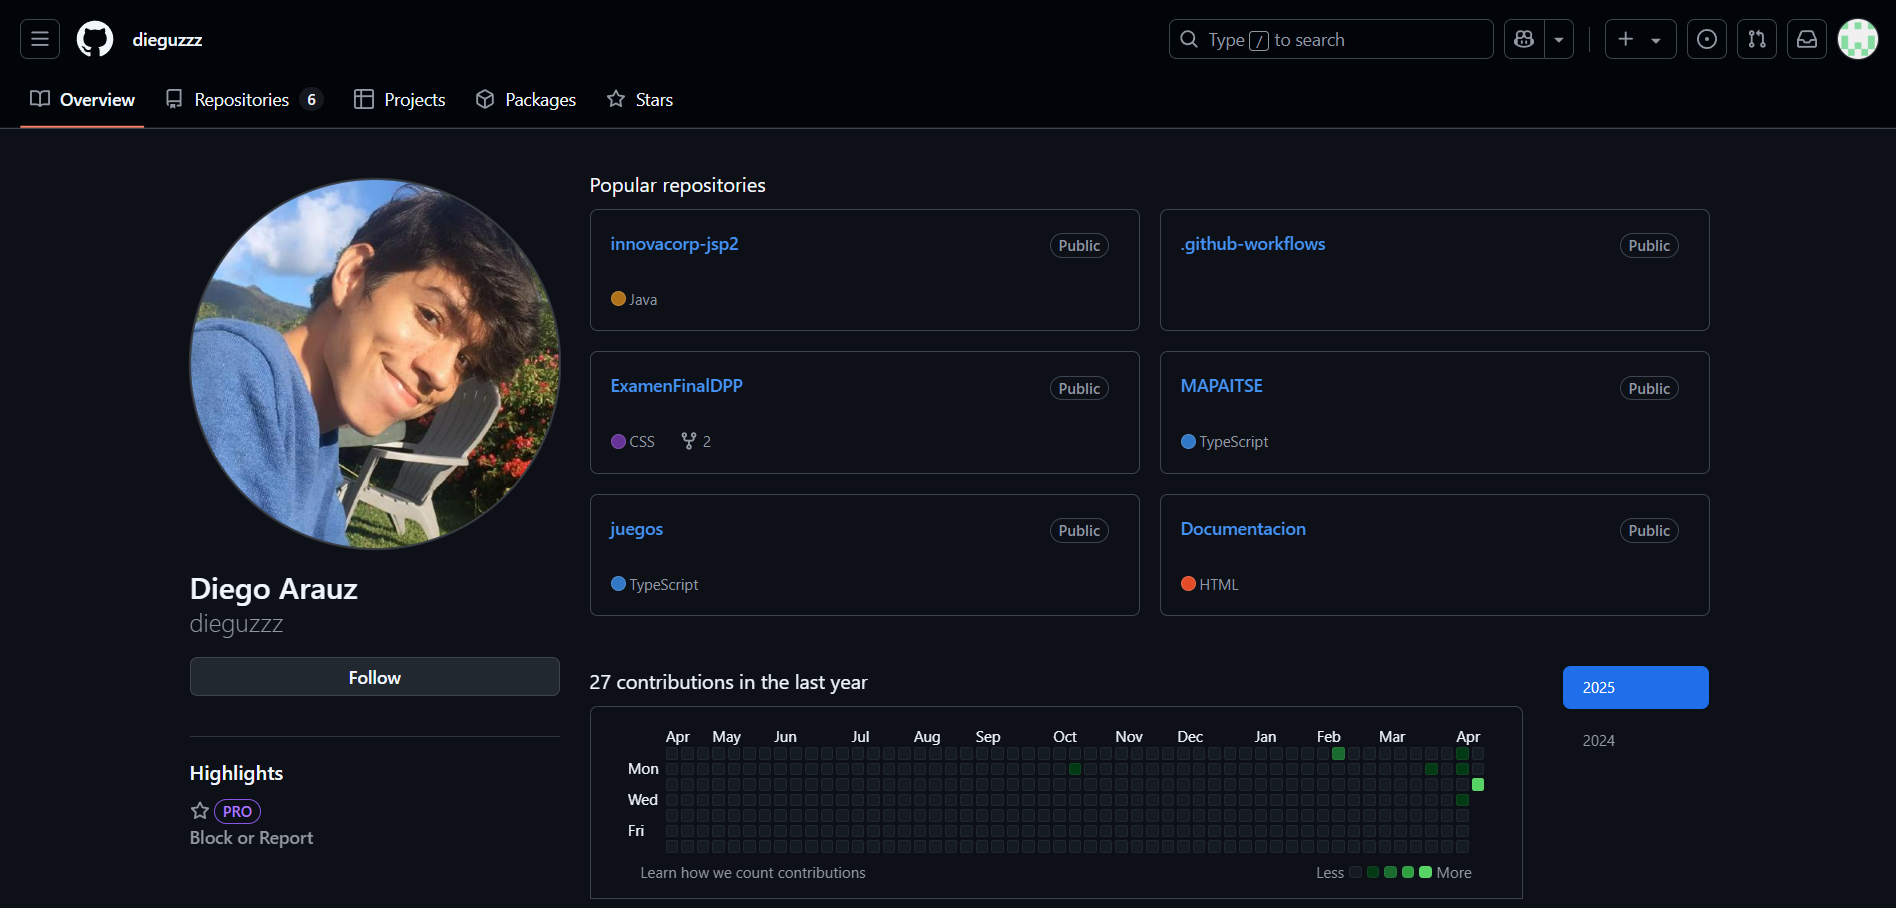 dieguzzz
Type / to search
Overview
Repositories 6
Projects
Packages
Stars
Diego Arauz
dieguzzz
Follow
Highlights
PRO
Block or Report
Popular repositories
innovacorp-jsp2
Public
Java
.github-workflows
Public
ExamenFinalDPP
Public
CSS 2
MAPAITSE
Public
TypeScript
juegos
Public
TypeScript
Documentacion
Public
HTML
27 contributions in the last year
Apr May Jun Jul Aug Sep Oct Nov Dec Jan Feb Mar Apr
Mon
Wed
Fri
Learn how we count contributions
Less More
2025
2024